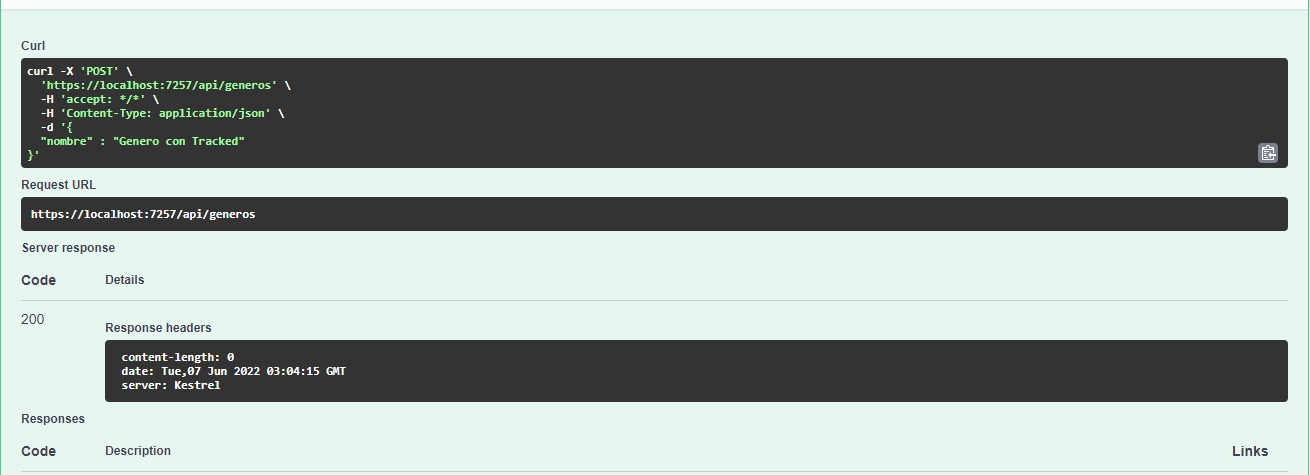 Curl
curl -X 'POST' \
'https://localhost:7257/api/generos' \
-H 'accept: */*' \
-H 'Content-Type: application/json' \
-d '{
"nombre" : "Genero con Tracked"
}'
Request URL
https://localhost:7257/api/generos
Server response
Code Details
200
Response headers
content-length: 0
date: Tue,07 Jun 2022 03:04:15 GMT
server: Kestrel
Responses
Code Description Links